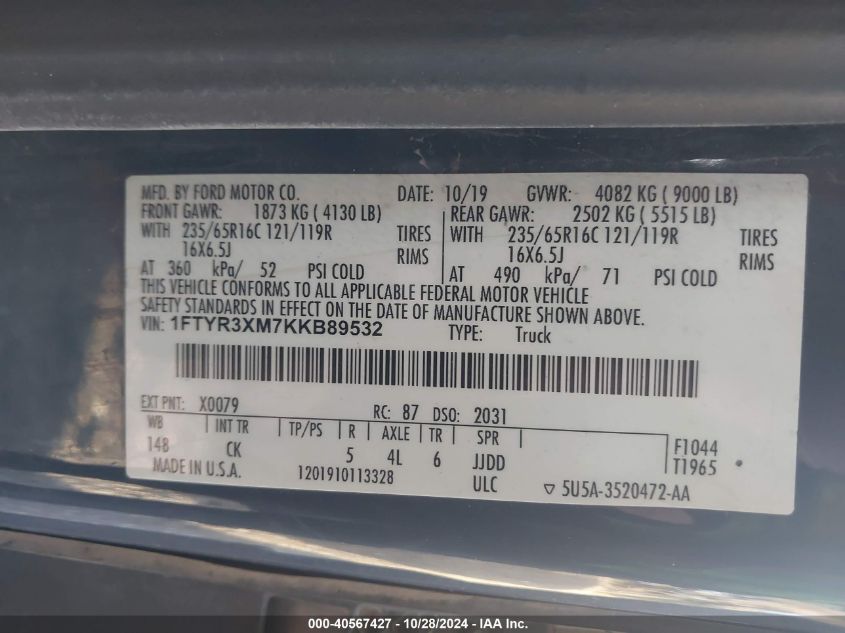 MFD. BY FORD MOTOR CO. DATE: 10/19 GVWR: 4082 KG ( 9000 LB)
FRONT GAWR: 1873 KG ( 4130 LB) REAR GAWR: 2502 KG ( 5515 LB)
WITH 235/65R16C 121/119R TIRES WITH 235/65R16C 121/119R TIRES
16X6.5J RIMS 16X6.5J RIMS
AT 360 kPa/ 52 PSI COLD AT 490 kPa/ 71 PSI COLD
THIS VEHICLE CONFORMS TO ALL APPLICABLE FEDERAL MOTOR VEHICLE
SAFETY STANDARDS IN EFFECT ON THE DATE OF MANUFACTURE SHOWN ABOVE.
VIN: 1FTYR3XM7KKB89532 TYPE: Truck
EXT PNT: X0079 RC: 87 DSO: 2031
WB INT TR TP/PS R AXLE TR SPR F1044
148 CK 5 4L 6 JJDD T1965
MADE IN U.S.A. 1201910113328 ULC ▽ 5U5A-3520472-AA
000-40567427 - 10/28/2024 - IAA Inc.